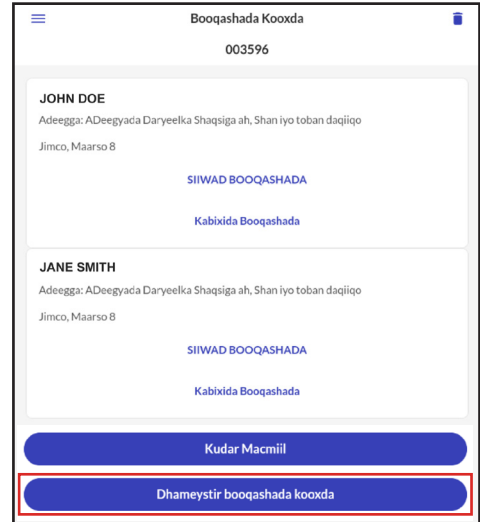 Booqashada Kooxda
003596
JOHN DOE
Adeegga: ADeegyada Daryeelka Shaqsiga ah, Shan iyo toban daqiiqo
Jimco, Maarso 8
SIIWAD BOOQASHADA
Kabixida Booqashada
JANE SMITH
Adeegga: ADeegyada Daryeelka Shaqsiga ah, Shan iyo toban daqiiqo
Jimco, Maarso 8
SIIWAD BOOQASHADA
Kabixida Booqashada
Kudar Macmiil
Dhameystir booqashada kooxda